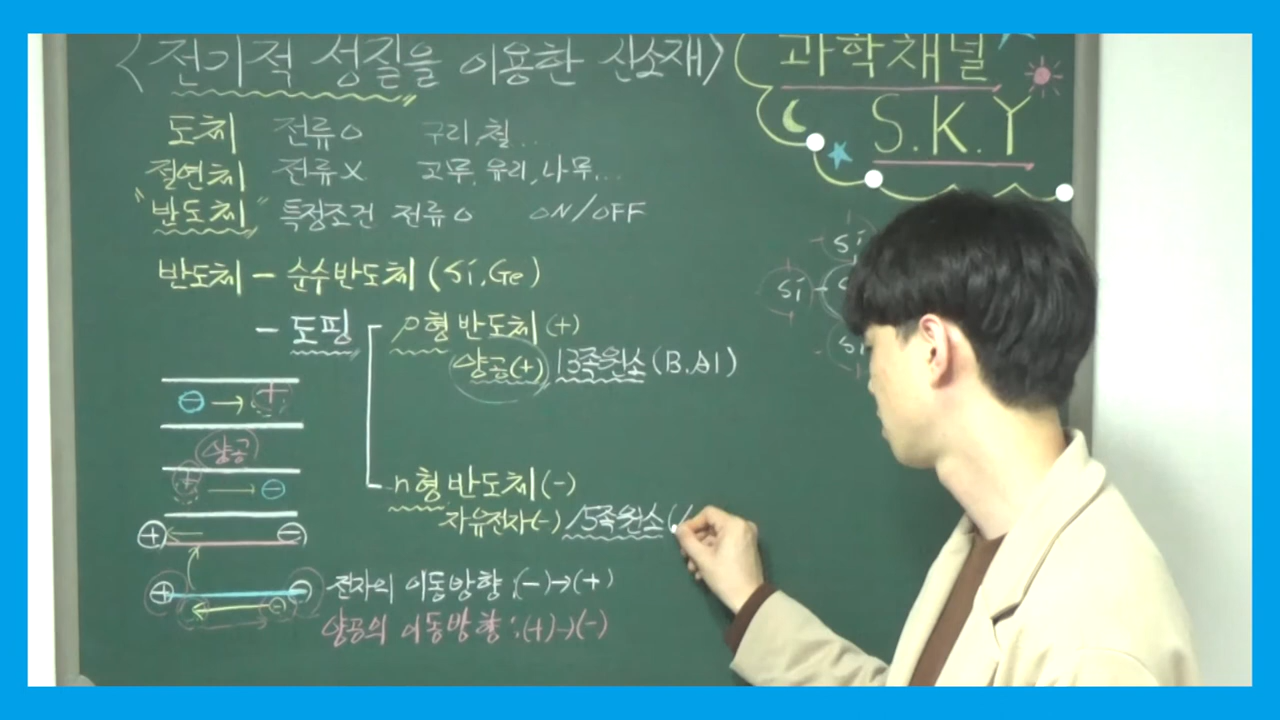 <전기적 성질을 이용한 신소재>
과학채널
S.K.Y
도체 전류O 구리, 철...
절연체 전류X 고무, 유리, 나무...
"반도체" 특정조건 전류O ON/OFF
반도체 - 순수반도체 (Si, Ge)
- 도핑
p형 반도체 (+)
양공(+) 13족원소 (B, Al)
n형 반도체 (-)
자유전자(-) 15족원소 (
⊖ → +
양공
+ → ⊖
⊕ ← ⊖
⊕ ⊖
← ⊖
전자의 이동방향 : (-)→(+)
양공의 이동방향 : (+)→(-)
Si
Si - S
Si